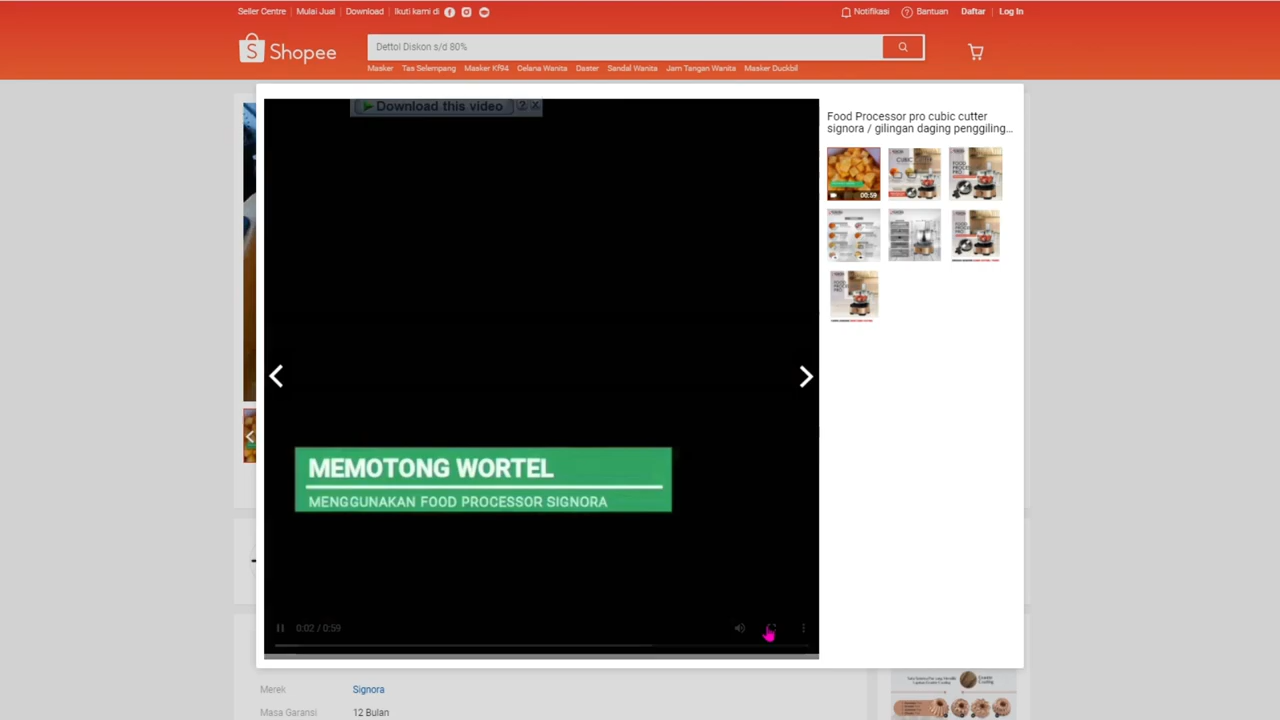 Seller Centre | Mulai Jual | Download | Ikuti kami di
Notifikasi Bantuan Daftar | Log In
Shopee
Dettol Diskon s/d 80%
Masker Tas Selempang Masker Kf94 Celana Wanita Daster Sandal Wanita Jam Tangan Wanita Masker Duckbil
Download this video ? X
Food Processor pro cubic cutter
signora / gilingan daging penggiling...
00:59
MEMOTONG WORTEL
MENGGUNAKAN FOOD PROCESSOR SIGNORA
0:02 / 0:59
Merek Signora
Masa Garansi 12 Bulan